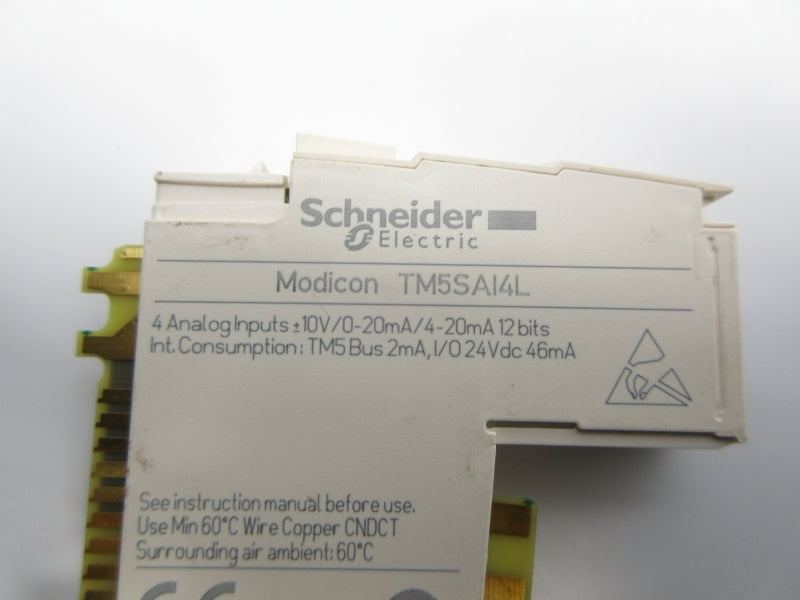 Schneider
Electric
Modicon TM5SAI4L
4 Analog Inputs ±10V/0-20mA/4-20mA 12 bits
Int. Consumption: TM5 Bus 2mA, I/O 24Vdc 46mA
See instruction manual before use.
Use Min 60°C Wire Copper CNDCT
Surrounding air ambient: 60°C
CE